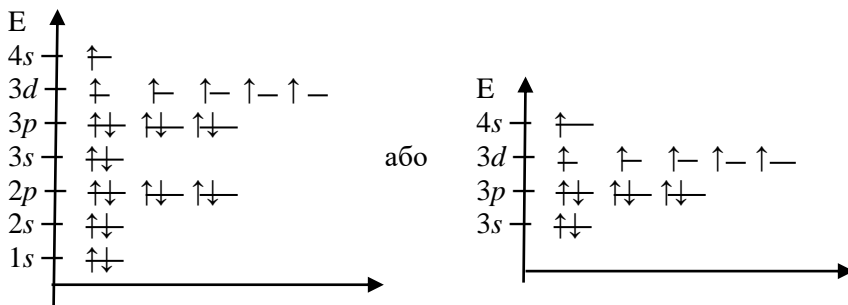 E
4s ↑
3d ↑ ↑ ↑ ↑ ↑
3p ↑↓ ↑↓ ↑↓
3s ↑↓
2p ↑↓ ↑↓ ↑↓
2s ↑↓
1s ↑↓
або
E
4s ↑
3d ↑ ↑ ↑ ↑ ↑
3p ↑↓ ↑↓ ↑↓
3s ↑↓